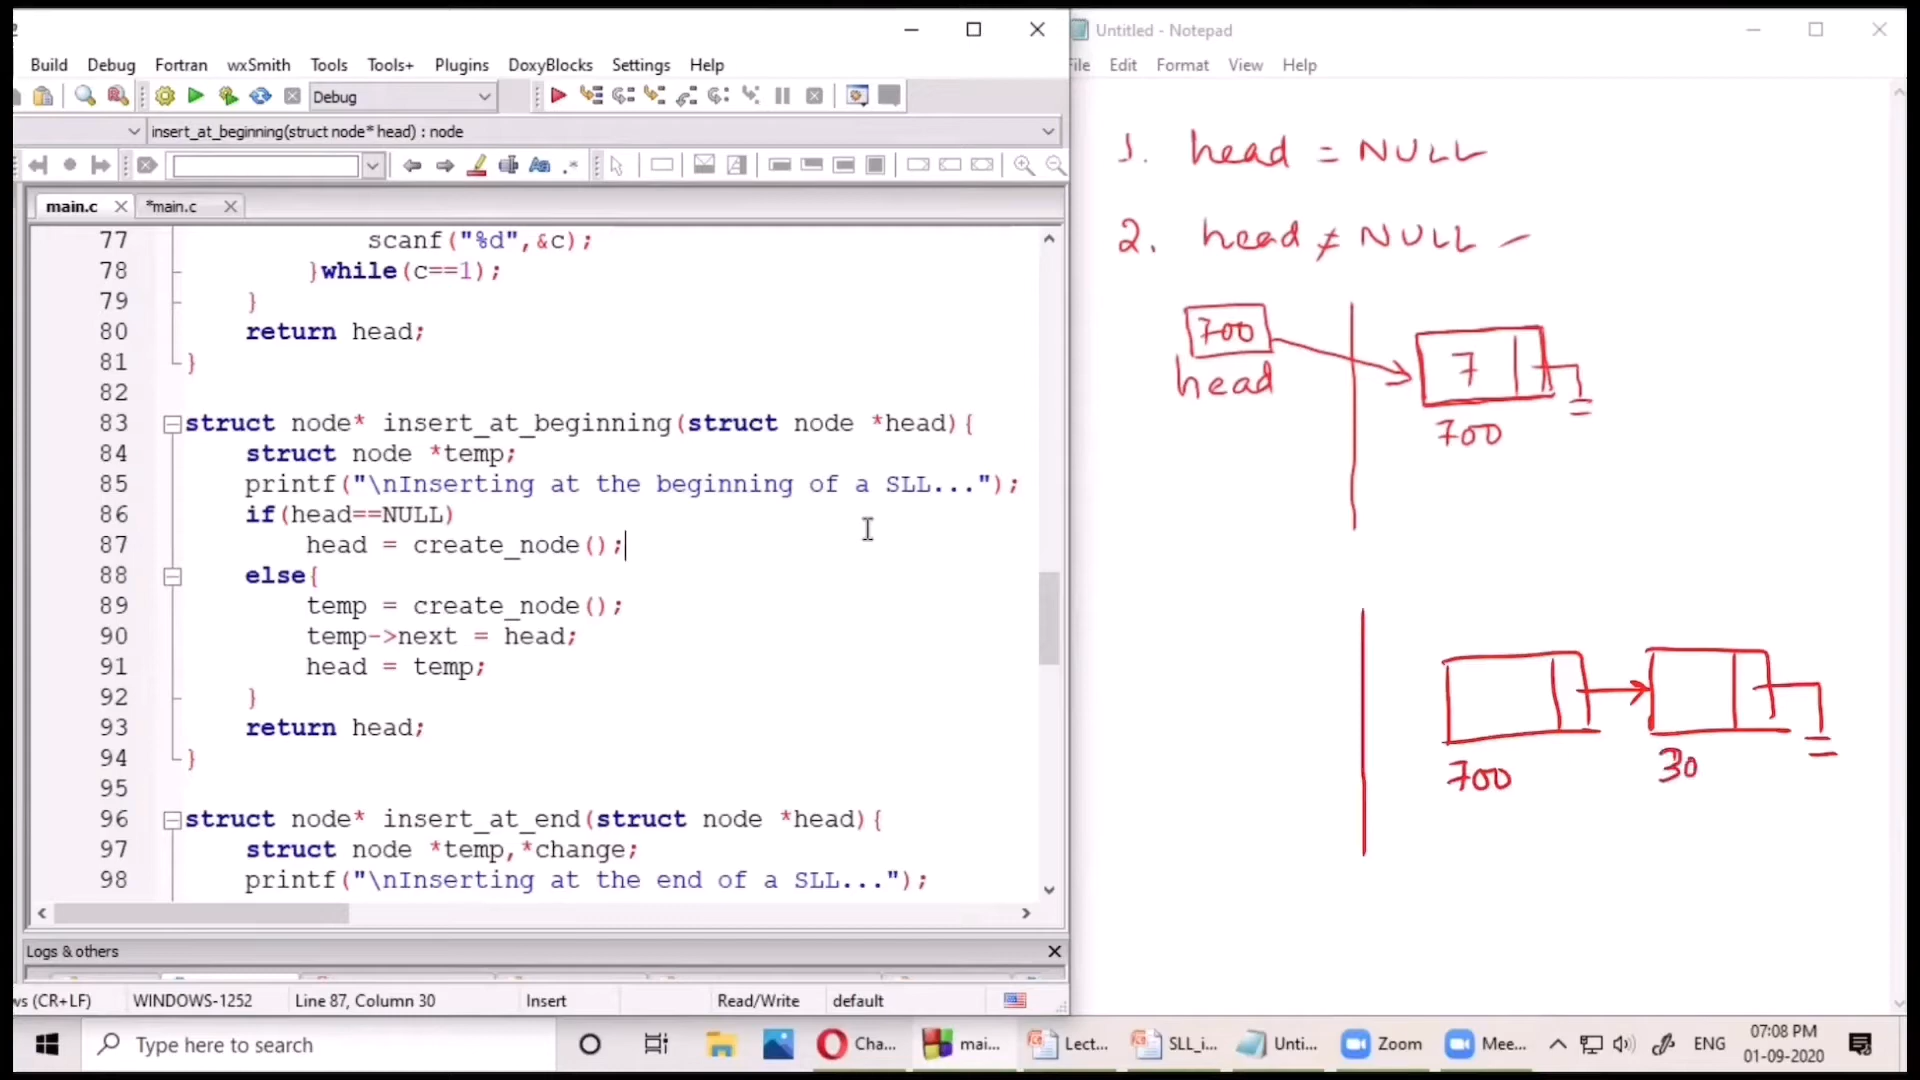 Untitled - Notepad
Build Debug Fortran wxSmith Tools Tools+ Plugins DoxyBlocks Settings Help
File Edit Format View Help
Debug
insert_at_beginning(struct node* head) : node
main.c *main.c
77 scanf("%d",&c);
78 }while(c==1);
79 }
80 return head;
81 }
82
83 struct node* insert_at_beginning(struct node *head){
84 struct node *temp;
85 printf("\nInserting at the beginning of a SLL...");
86 if(head==NULL)
87 head = create_node();
88 else{
89 temp = create_node();
90 temp->next = head;
91 head = temp;
92 }
93 return head;
94 }
95
96 struct node* insert_at_end(struct node *head){
97 struct node *temp,*change;
98 printf("\nInserting at the end of a SLL...");
1. head = NULL
2. head ≠ NULL
700
head
7
700
700
30
Logs & others
ws (CR+LF) WINDOWS-1252 Line 87, Column 30 Insert Read/Write default
Type here to search
Cha...
mai...
Lect...
SLL_i...
Unti...
Zoom
Mee...
ENG
07:08 PM
01-09-2020